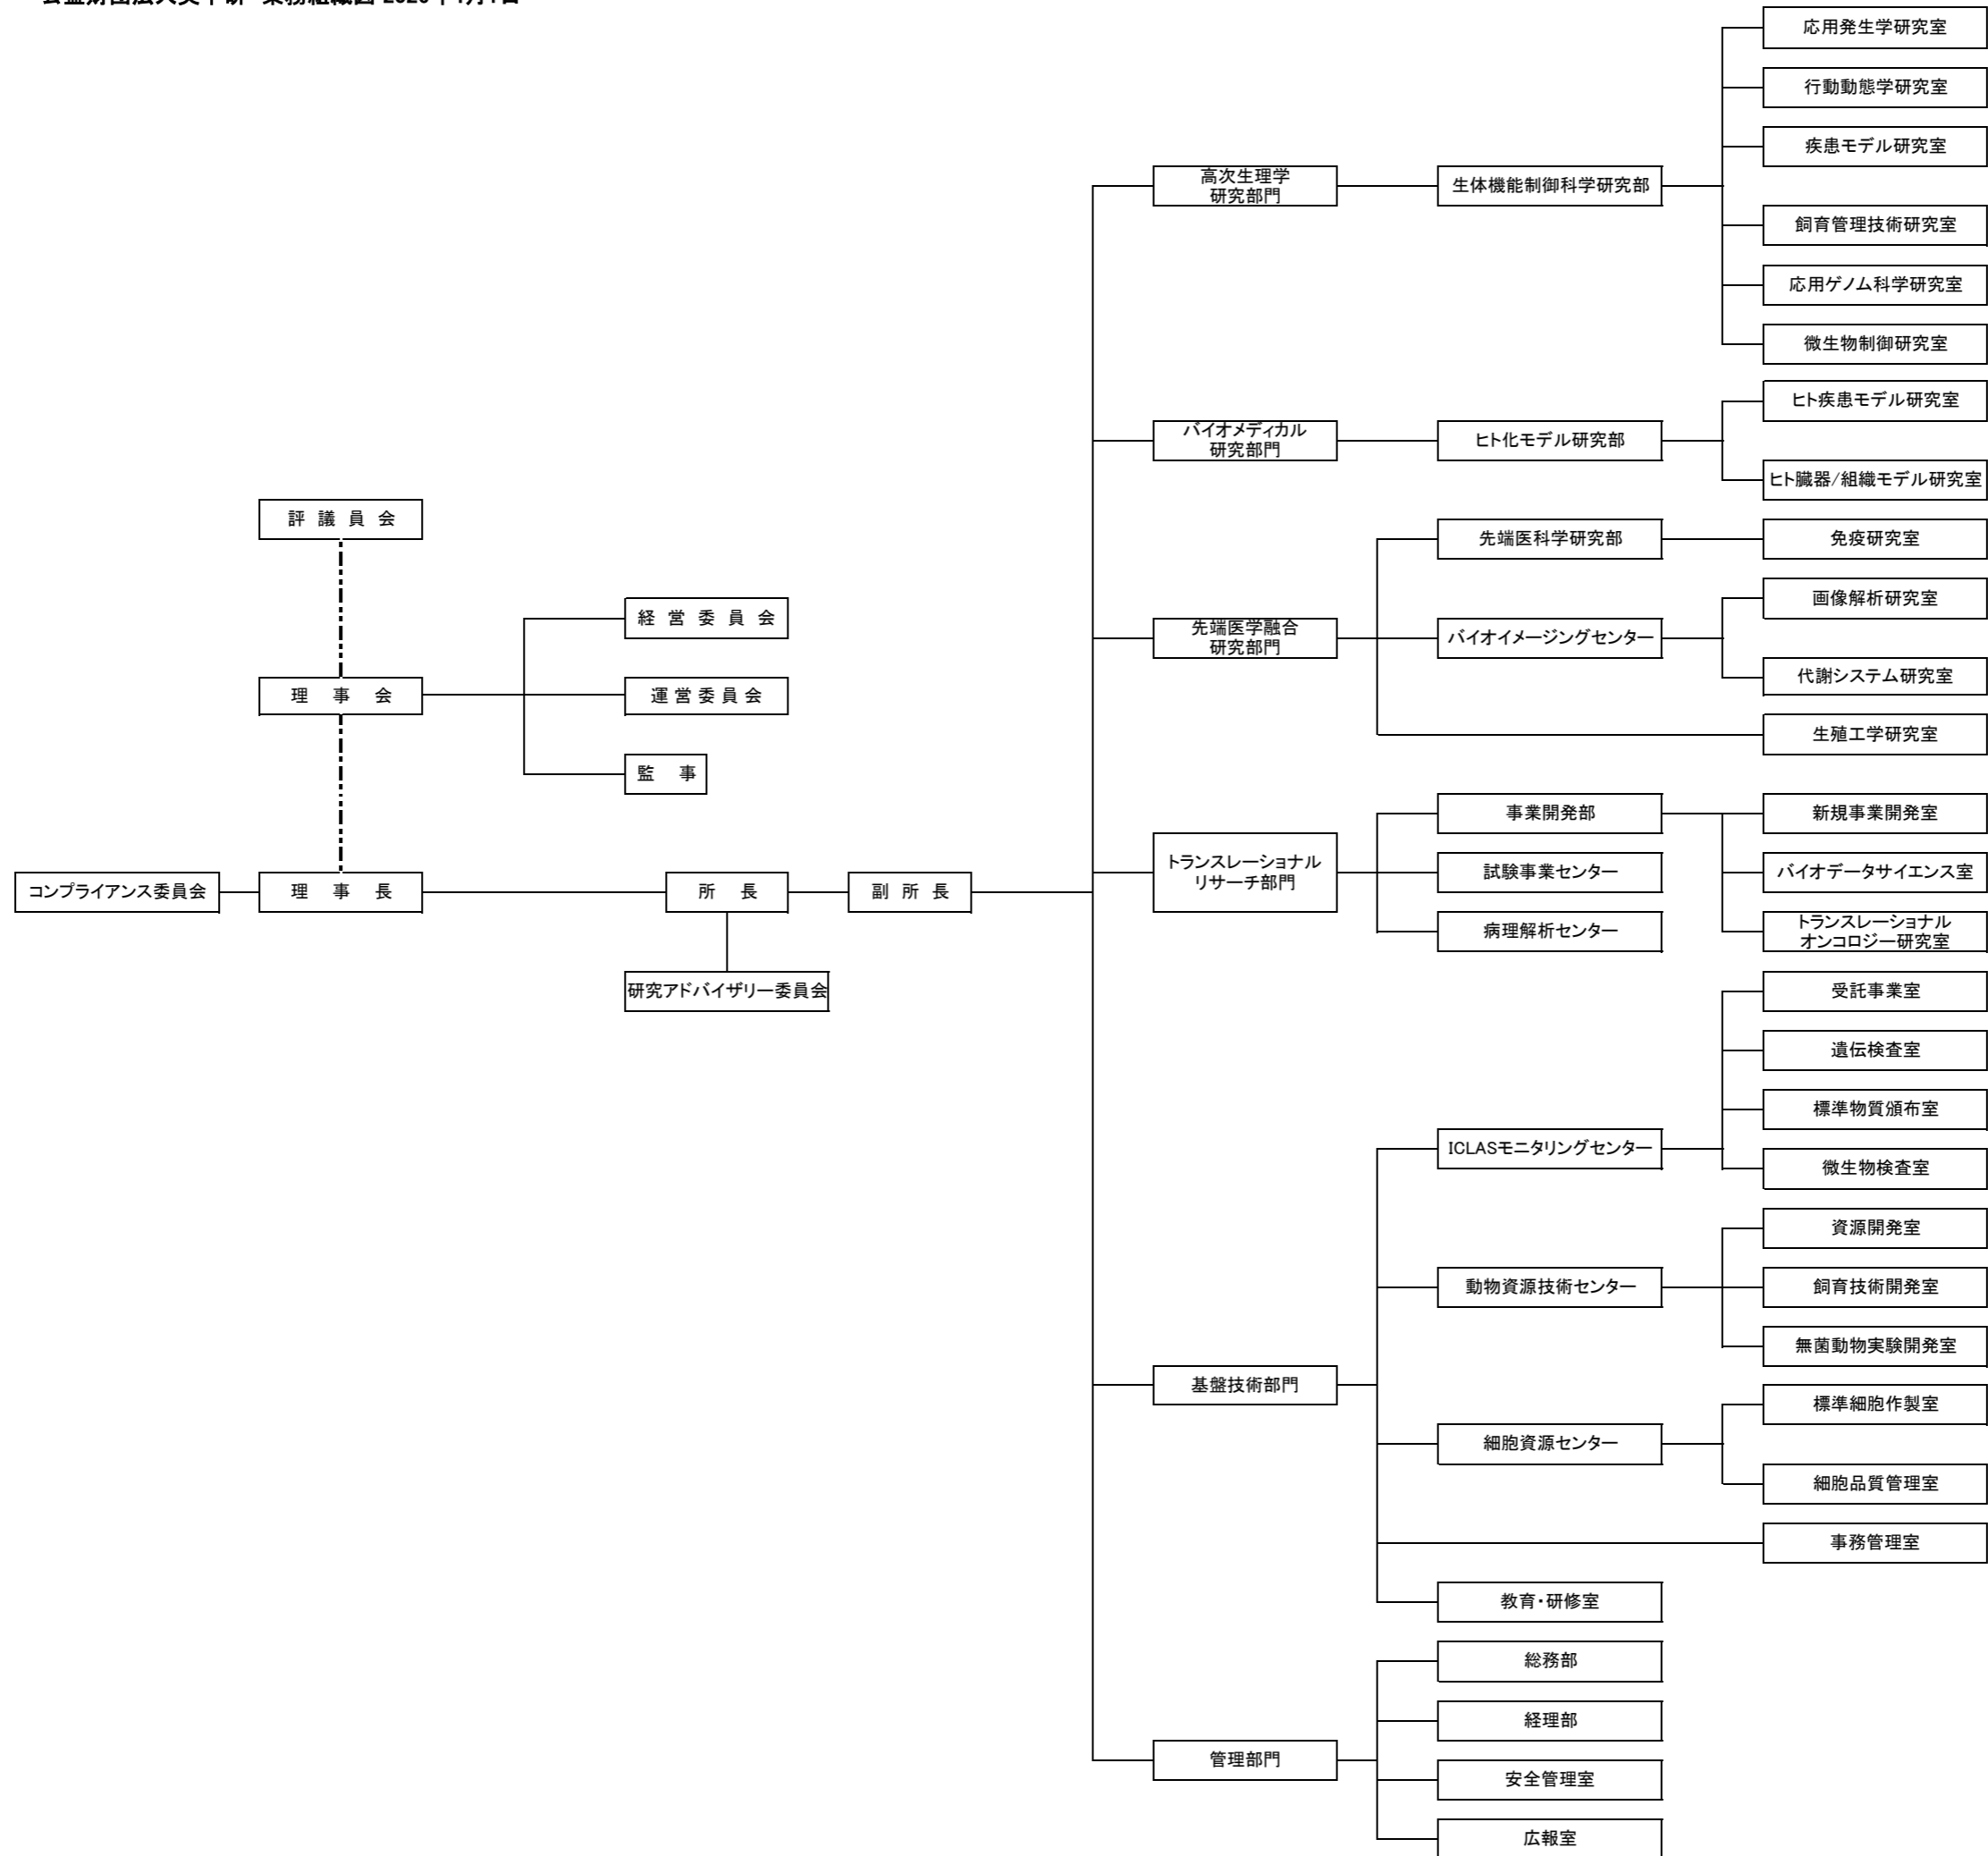 応用発生学研究室
行動動態学研究室
疾患モデル研究室
高次生理学
研究部門
生体機能制御科学研究部
飼育管理技術研究室
応用ゲノム科学研究室
微生物制御研究室
ヒト疾患モデル研究室
バイオメディカル
研究部門
ヒト化モデル研究部
ヒト臓器/組織モデル研究室
評議員会
先端医科学研究部
免疫研究室
経営委員会
画像解析研究室
先端医学融合
研究部門
バイオイメージングセンター
理事会
運営委員会
代謝システム研究室
生殖工学研究室
監事
事業開発部
新規事業開発室
トランスレーショナル
リサーチ部門
試験事業センター
バイオデータサイエンス室
コンプライアンス委員会
理事長
所長
副所長
病理解析センター
トランスレーショナル
オンコロジー研究室
研究アドバイザリー委員会
受託事業室
遺伝検査室
標準物質頒布室
ICLASモニタリングセンター
微生物検査室
資源開発室
動物資源技術センター
飼育技術開発室
無菌動物実験開発室
基盤技術部門
標準細胞作製室
細胞資源センター
細胞品質管理室
事務管理室
教育・研修室
総務部
経理部
管理部門
安全管理室
広報室